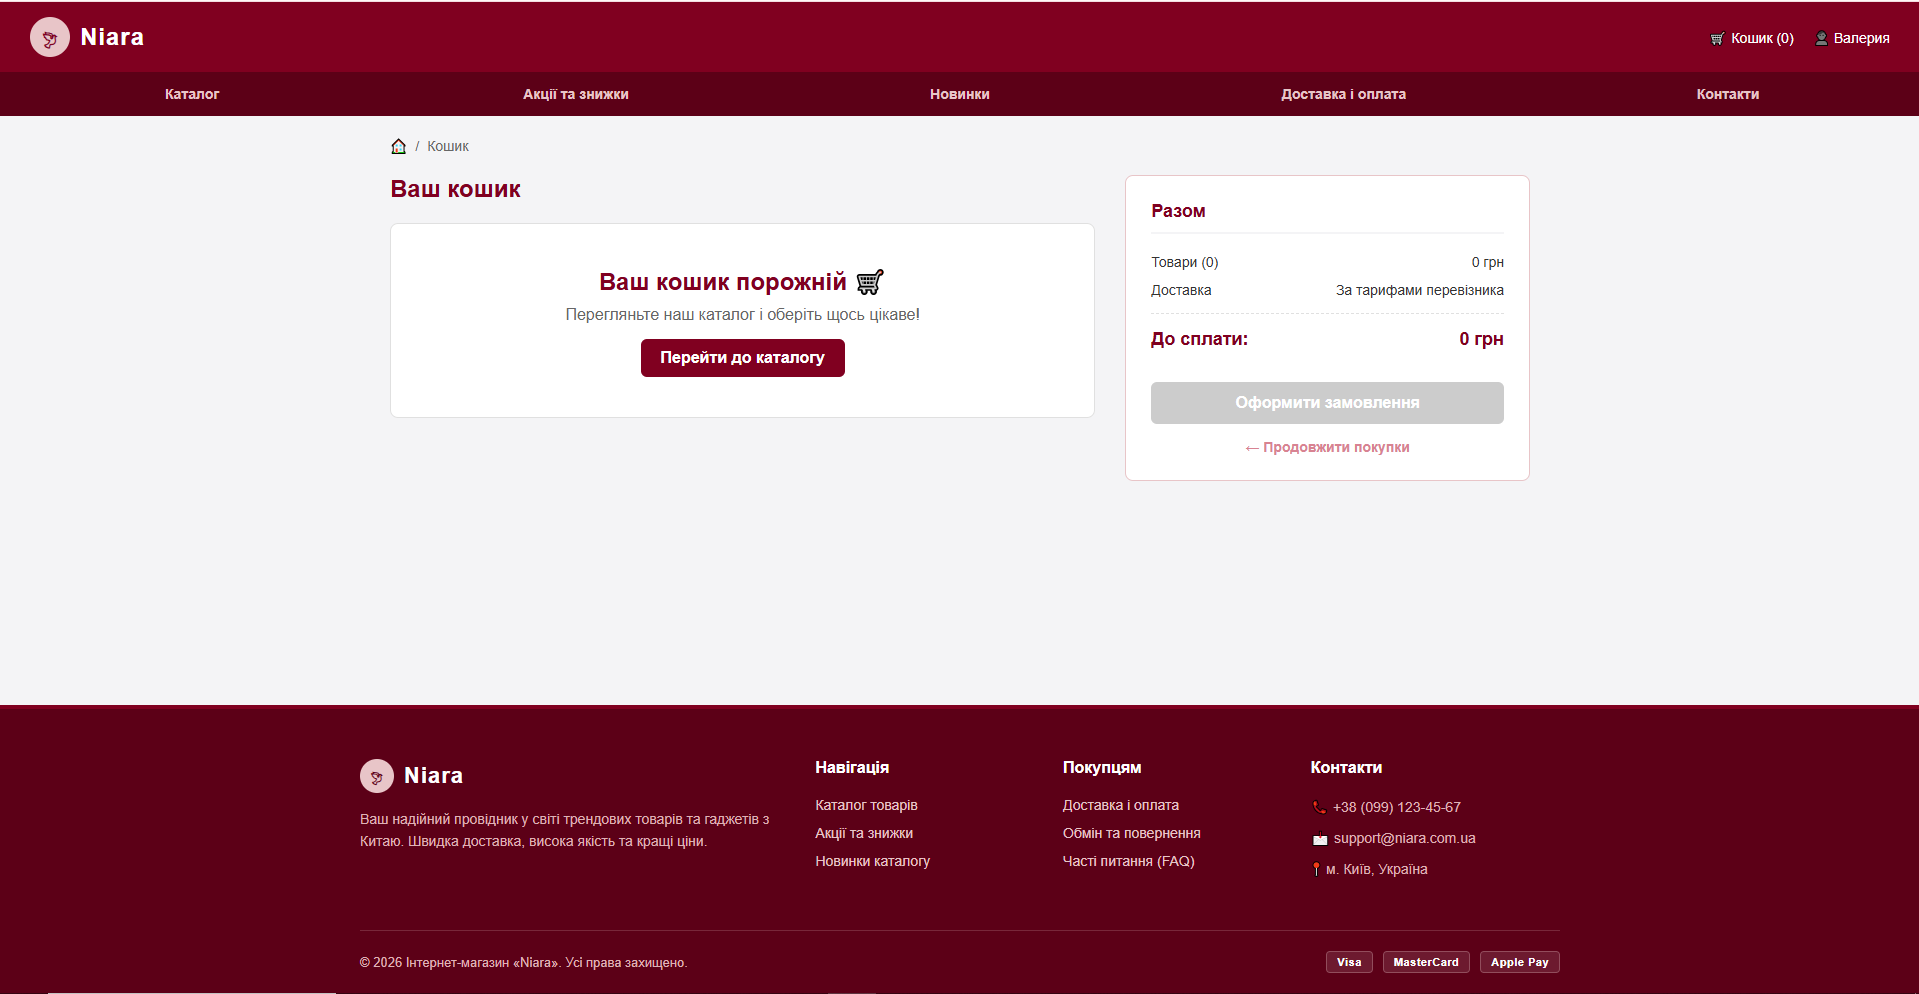 Niara
Кошик (0) Валерия
Каталог Акції та знижки Новинки Доставка і оплата Контакти
/ Кошик
Ваш кошик
Ваш кошик порожній
Перегляньте наш каталог і оберіть щось цікаве!
Перейти до каталогу
Разом
Товари (0) 0 грн
Доставка За тарифами перевізника
До сплати: 0 грн
Оформити замовлення
← Продовжити покупки
Niara
Ваш надійний провідник у світі трендових товарів та гаджетів з
Китаю. Швидка доставка, висока якість та кращі ціни.
Навігація
Каталог товарів
Акції та знижки
Новинки каталогу
Покупцям
Доставка і оплата
Обмін та повернення
Часті питання (FAQ)
Контакти
+38 (099) 123-45-67
support@niara.com.ua
м. Київ, Україна
© 2026 Інтернет-магазин «Niara». Усі права захищено.
Visa MasterCard Apple Pay